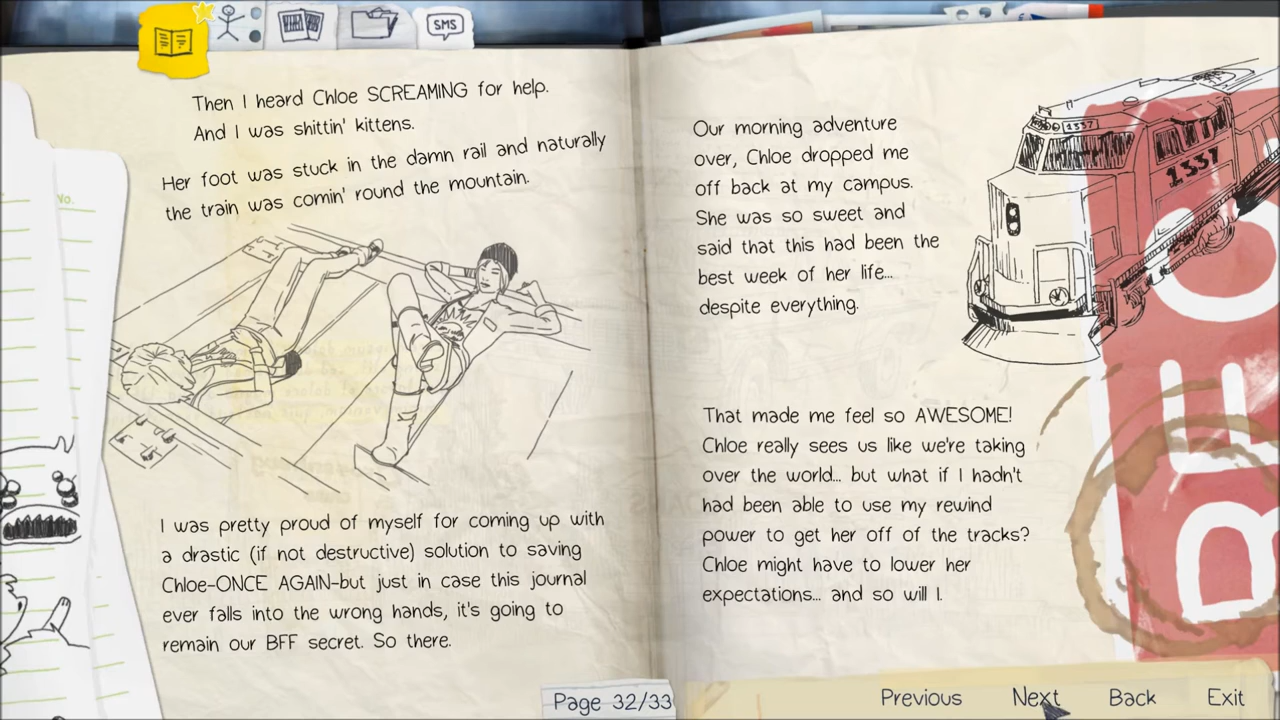 SMS
No.
Then I heard Chloe SCREAMING for help.
And I was shittin' kittens.
Her foot was stuck in the damn rail and naturally
the train was comin' round the mountain.
I was pretty proud of myself for coming up with
a drastic (if not destructive) solution to saving
Chloe-ONCE AGAIN-but just in case this journal
ever falls into the wrong hands, it's going to
remain our BFF secret. So there.
Our morning adventure
over, Chloe dropped me
off back at my campus.
She was so sweet and
said that this had been the
best week of her life...
despite everything.
1337
1337
That made me feel so AWESOME!
Chloe really sees us like we're taking
over the world... but what if I hadn't
had been able to use my rewind
power to get her off of the tracks?
Chloe might have to lower her
expectations... and so will I.
Page 32/33
Previous Next Back Exit